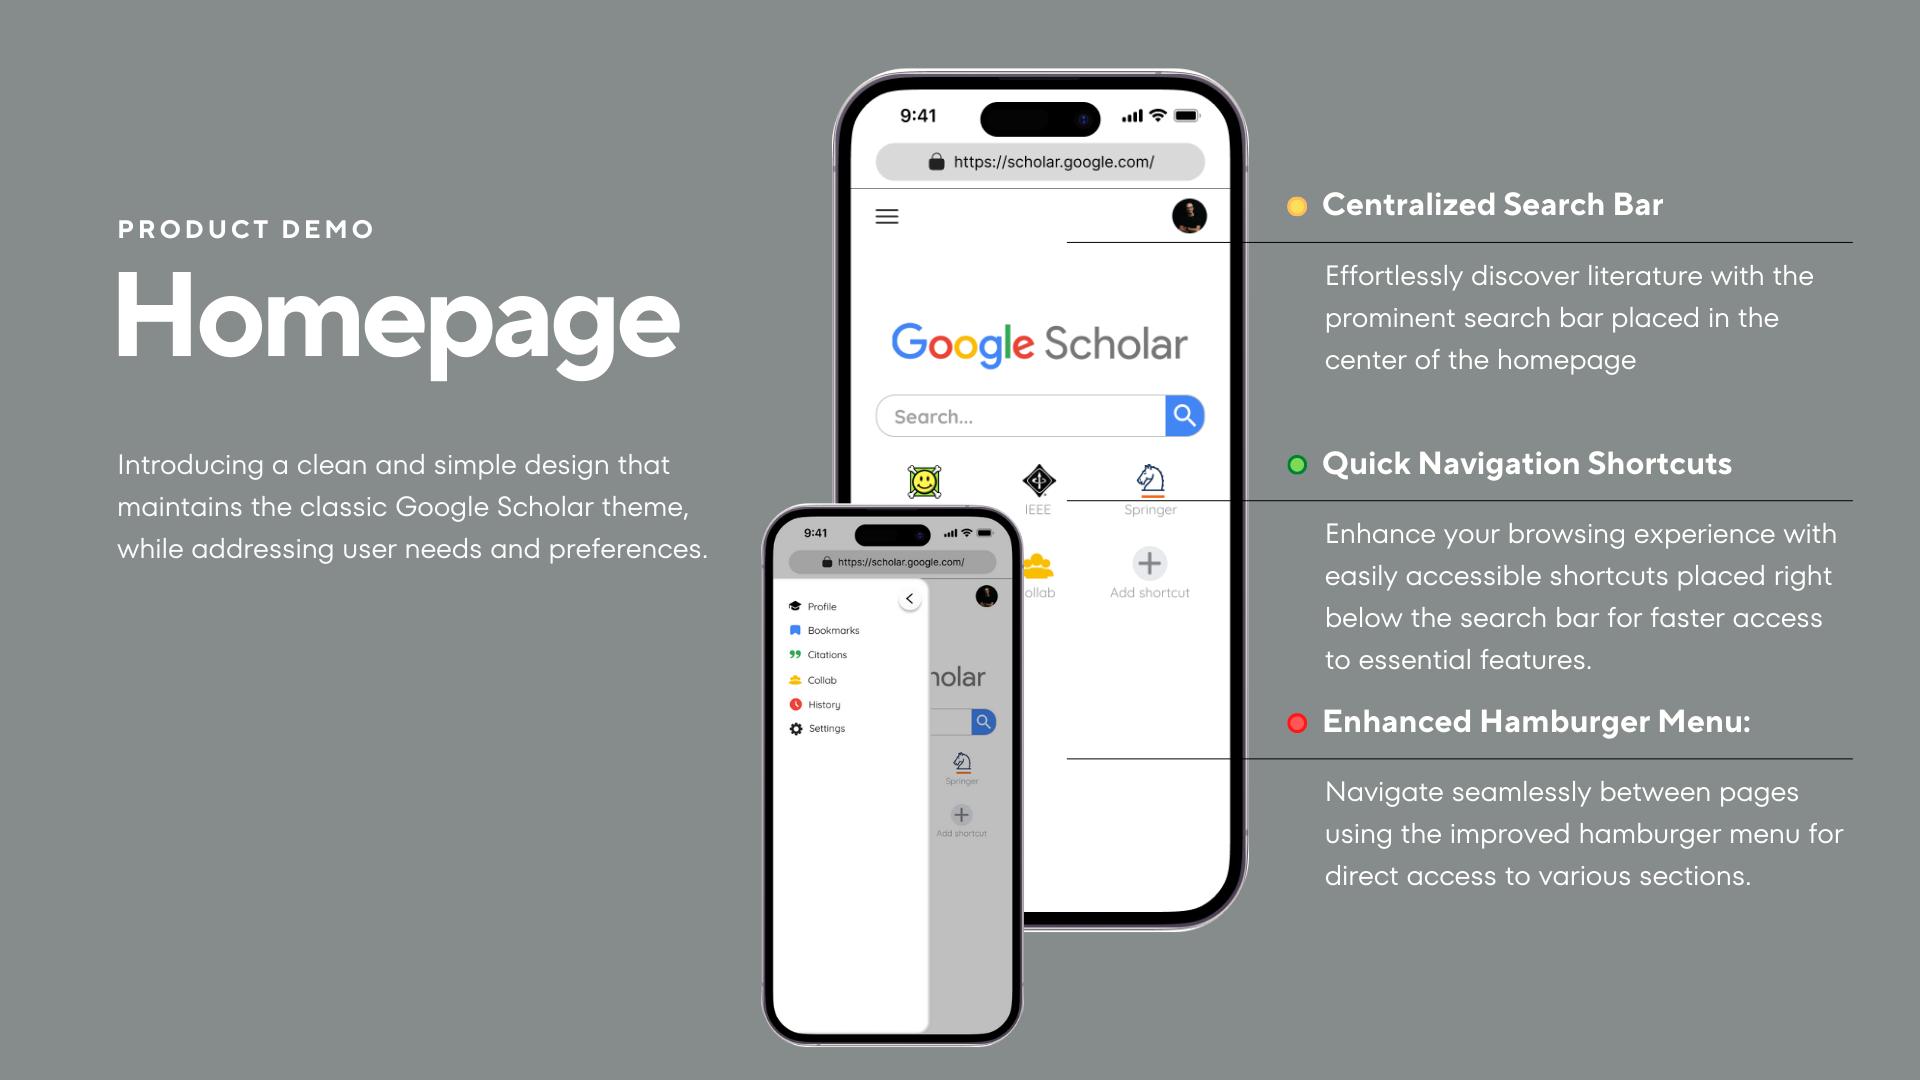 PRODUCT DEMO
Homepage
Introducing a clean and simple design that
maintains the classic Google Scholar theme,
while addressing user needs and preferences.
9:41
https://scholar.google.com/
Google Scholar
Search...
IEEE
Springer
ollab
Add shortcut
9:41
https://scholar.google.com/
Profile
Bookmarks
Citations
Collab
History
Settings
holar
Springer
Add shortcut
Centralized Search Bar
Effortlessly discover literature with the
prominent search bar placed in the
center of the homepage
Quick Navigation Shortcuts
Enhance your browsing experience with
easily accessible shortcuts placed right
below the search bar for faster access
to essential features.
Enhanced Hamburger Menu:
Navigate seamlessly between pages
using the improved hamburger menu for
direct access to various sections.